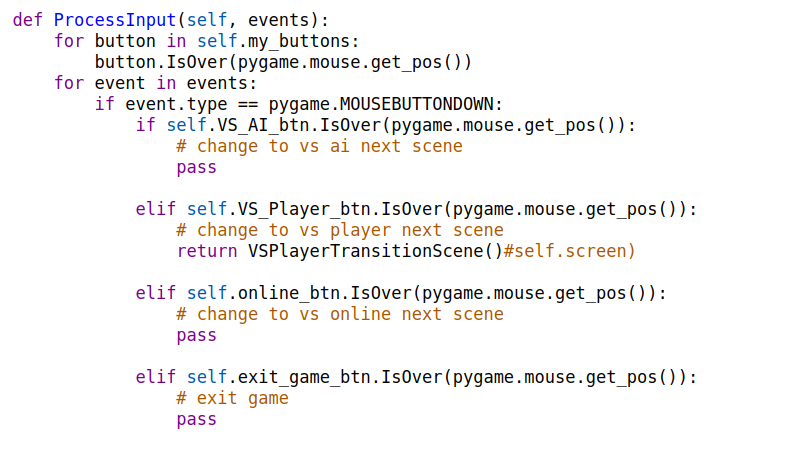 def ProcessInput(self, events):
    for button in self.my_buttons:
        button.IsOver(pygame.mouse.get_pos())
    for event in events:
        if event.type == pygame.MOUSEBUTTONDOWN:
            if self.VS_AI_btn.IsOver(pygame.mouse.get_pos()):
                # change to vs ai next scene
                pass

            elif self.VS_Player_btn.IsOver(pygame.mouse.get_pos()):
                # change to vs player next scene
                return VSPlayerTransitionScene()#self.screen)

            elif self.online_btn.IsOver(pygame.mouse.get_pos()):
                # change to vs online next scene
                pass

            elif self.exit_game_btn.IsOver(pygame.mouse.get_pos()):
                # exit game
                pass